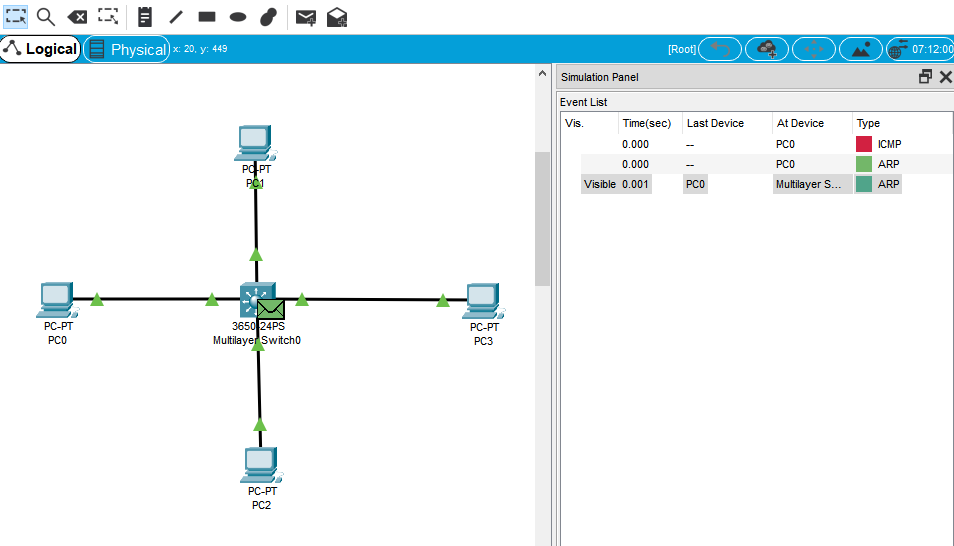 Logical Physical x: 20, y: 449 [Root] 07:12:00
Simulation Panel
Event List
Vis. Time(sec) Last Device At Device Type
0.000 -- PC0 ICMP
0.000 -- PC0 ARP
Visible 0.001 PC0 Multilayer S... ARP
PC-PT
PC1
PC-PT
PC0
3650-24PS
Multilayer Switch0
PC-PT
PC3
PC-PT
PC2